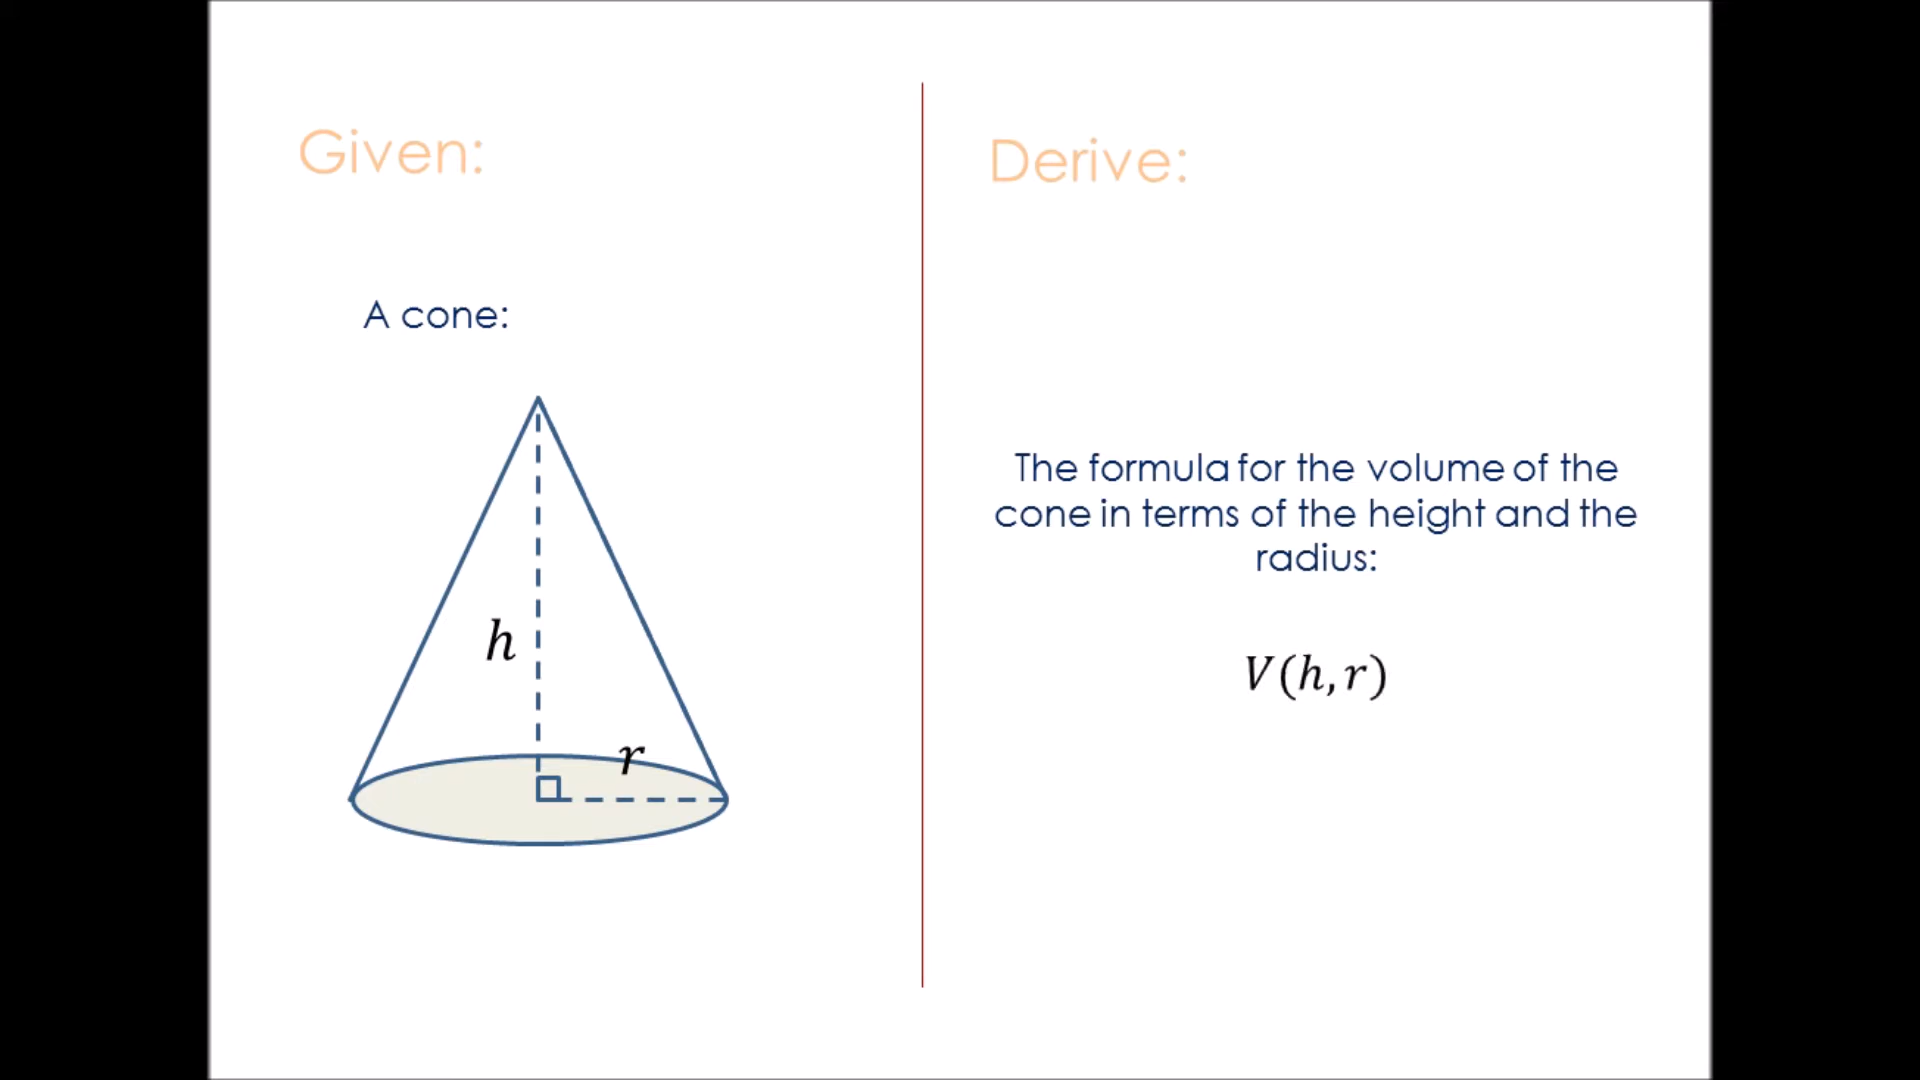 Given:
A cone:
h
r
Derive:
The formula for the volume of the
cone in terms of the height and the
radius:
V(h, r)